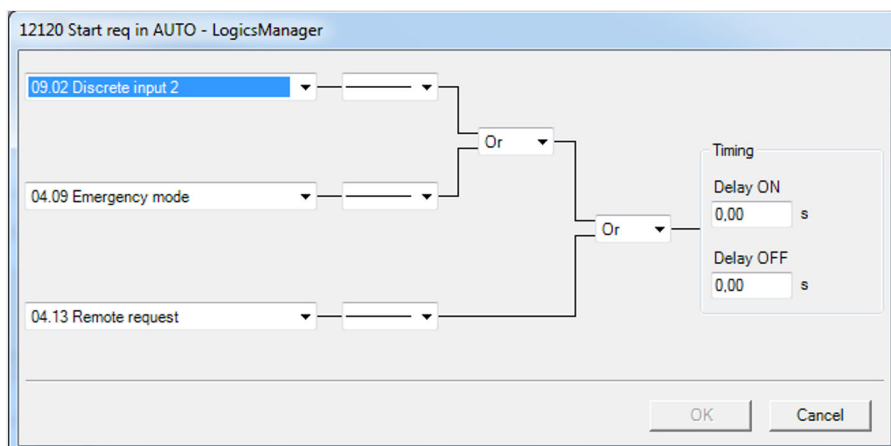 12120 Start req in AUTO - LogicsManager
09.02 Discrete input 2
Or
Timing
Delay ON
04.09 Emergency mode
0,00 s
Or
Delay OFF
0,00 s
04.13 Remote request
OK
Cancel